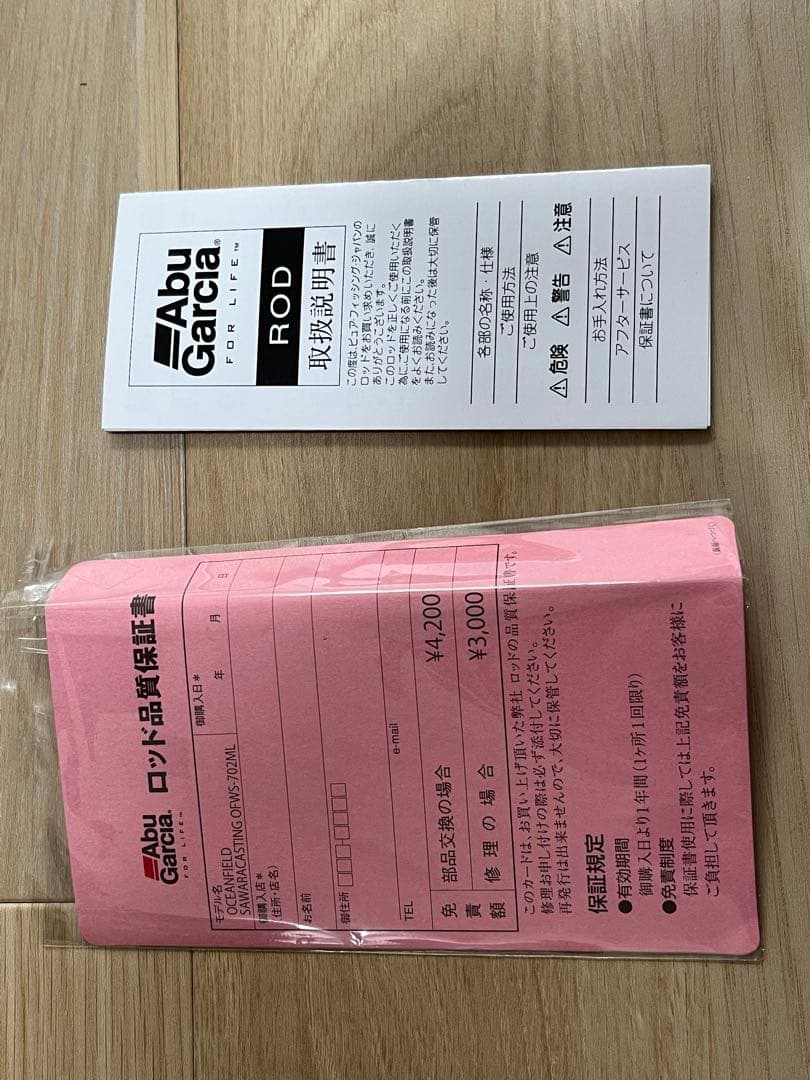 Abu
Garcia®
FOR LIFE™
ROD
取扱説明書
この度は、ピュア・フィッシング・ジャパンの
ロッドをお買い求めいただき、誠に
ありがとうございます。
このロッドを正しくご使用いただく
為に、ご使用になる前にこの取扱説明書
をよくお読みください。
また、お読みになった後は大切に保管
してください。
各部の名称・仕様
ご使用方法
ご使用上の注意
⚠危険 ⚠警告 ⚠注意
お手入れ方法
アフターサービス
保証書について
Abu
Garcia®
FOR LIFE™
ロッド品質保証書
モデル名
OCEANFIELD
SAWARACASTING OFWS-702ML
御購入日*
年 月 日
御購入店*
(住所・店名)
お名前
御住所
TEL
e-mail
免責額
部品交換の場合 ¥4,200
修理の場合 ¥3,000
このカードは、お買い上げ頂いた弊社 ロッドの品質保証書です。
修理お申し付けの際は必ず添付してください。
再発行は出来ませんので、大切に保管してください。
保証規定
●有効期間
御購入日より1年間(1ヶ所1回限り)
●免責制度
保証書使用に際しては上記免責額をお客様に
ご負担して頂きます。